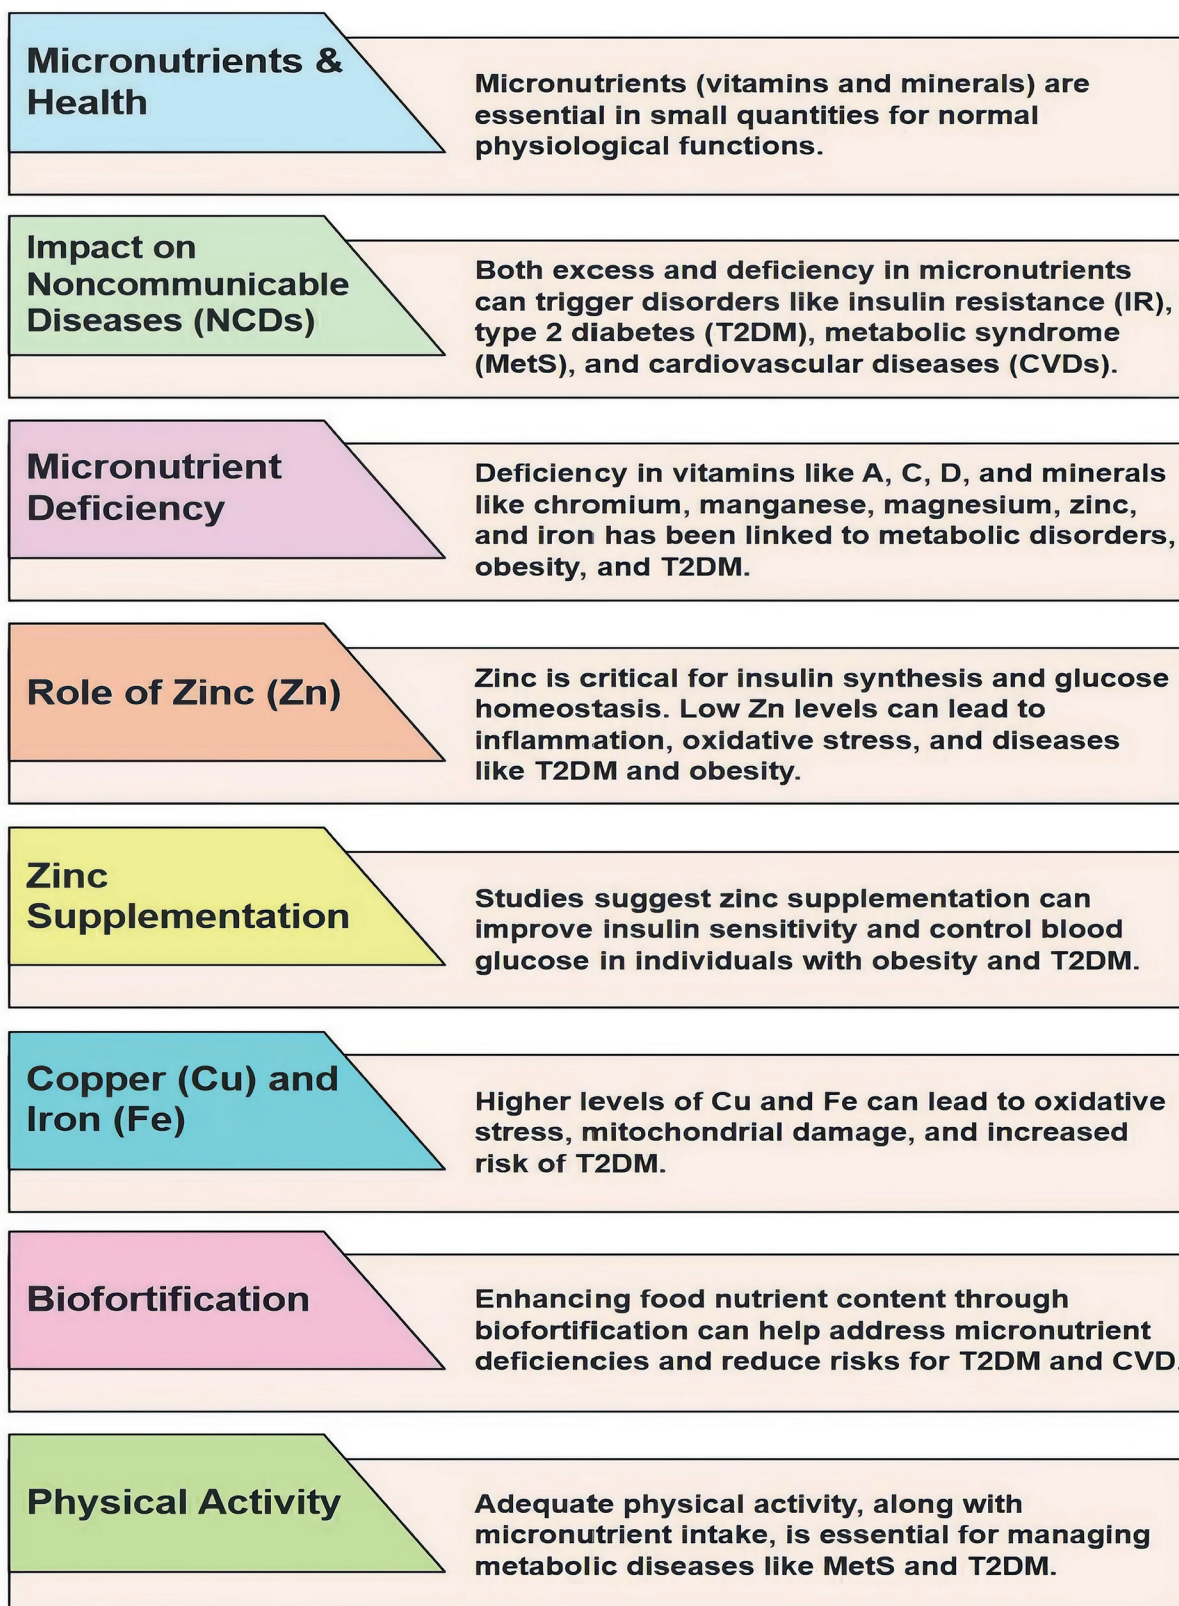 Micronutrients &
Health
Micronutrients (vitamins and minerals) are
essential in small quantities for normal
physiological functions.
Impact on
Noncommunicable
Diseases (NCDs)
Both excess and deficiency in micronutrients
can trigger disorders like insulin resistance (IR),
type 2 diabetes (T2DM), metabolic syndrome
(MetS), and cardiovascular diseases (CVDs).
Micronutrient
Deficiency
Deficiency in vitamins like A, C, D, and minerals
like chromium, manganese, magnesium, zinc,
and iron has been linked to metabolic disorders,
obesity, and T2DM.
Role of Zinc (Zn)
Zinc is critical for insulin synthesis and glucose
homeostasis. Low Zn levels can lead to
inflammation, oxidative stress, and diseases
like T2DM and obesity.
Zinc
Supplementation
Studies suggest zinc supplementation can
improve insulin sensitivity and control blood
glucose in individuals with obesity and T2DM.
Copper (Cu) and
Iron (Fe)
Higher levels of Cu and Fe can lead to oxidative
stress, mitochondrial damage, and increased
risk of T2DM.
Biofortification
Enhancing food nutrient content through
biofortification can help address micronutrient
deficiencies and reduce risks for T2DM and CVD.
Physical Activity
Adequate physical activity, along with
micronutrient intake, is essential for managing
metabolic diseases like MetS and T2DM.